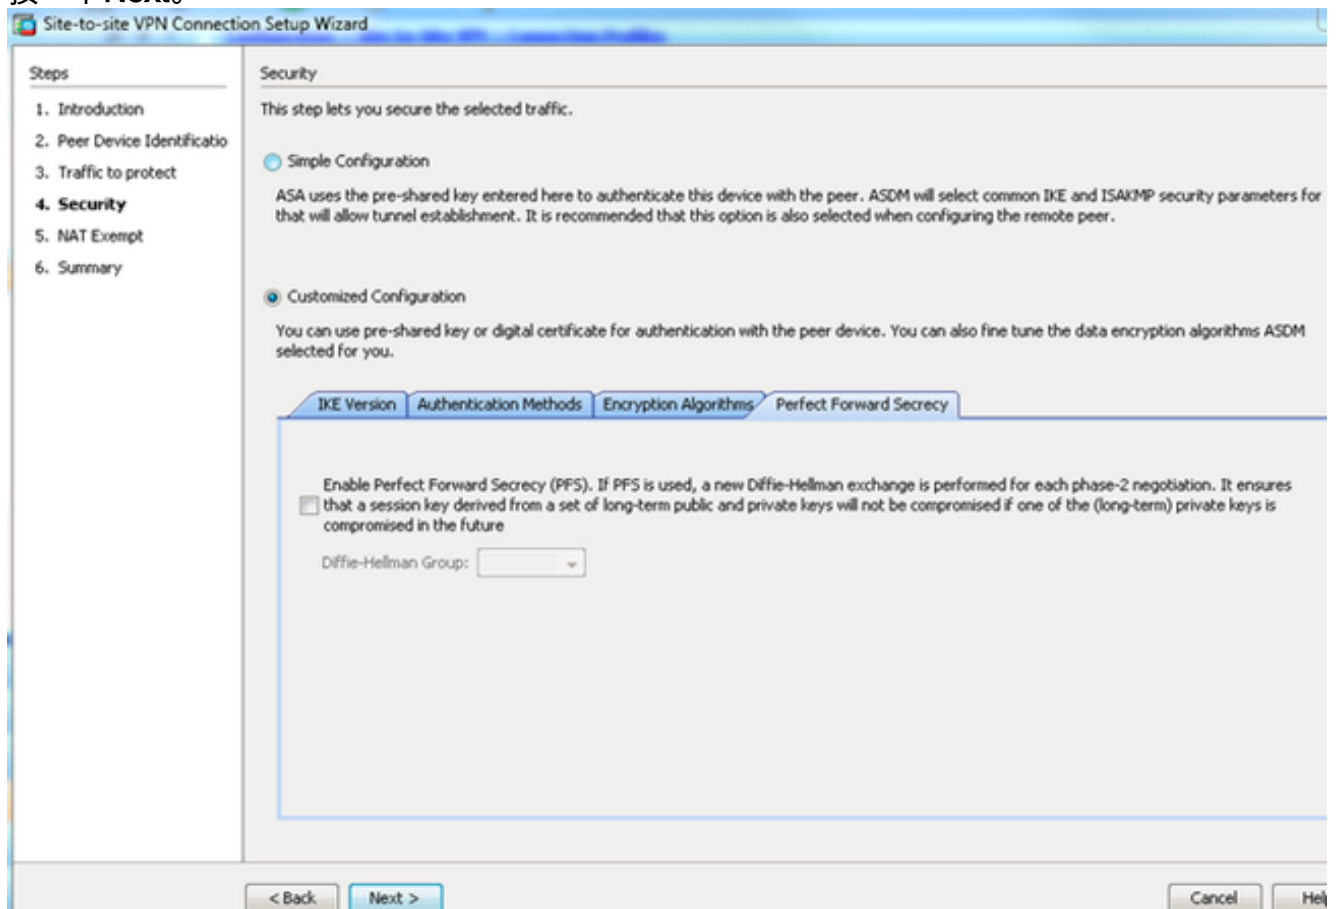 Next。
Site-to-site VPN Connection Setup Wizard
Steps
1. Introduction
2. Peer Device Identificatio
3. Traffic to protect
4. Security
5. NAT Exempt
6. Summary
Security
This step lets you secure the selected traffic.
Simple Configuration
ASA uses the pre-shared key entered here to authenticate this device with the peer. ASDM will select common IKE and ISAKMP security parameters for
that will allow tunnel establishment. It is recommended that this option is also selected when configuring the remote peer.
Customized Configuration
You can use pre-shared key or digital certificate for authentication with the peer device. You can also fine tune the data encryption algorithms ASDM
selected for you.
IKE Version Authentication Methods Encryption Algorithms Perfect Forward Secrecy
Enable Perfect Forward Secrecy (PFS). If PFS is used, a new Diffie-Hellman exchange is performed for each phase-2 negotiation. It ensures
that a session key derived from a set of long-term public and private keys will not be compromised if one of the (long-term) private keys is
compromised in the future
Diffie-Hellman Group:
< Back Next > Cancel Help